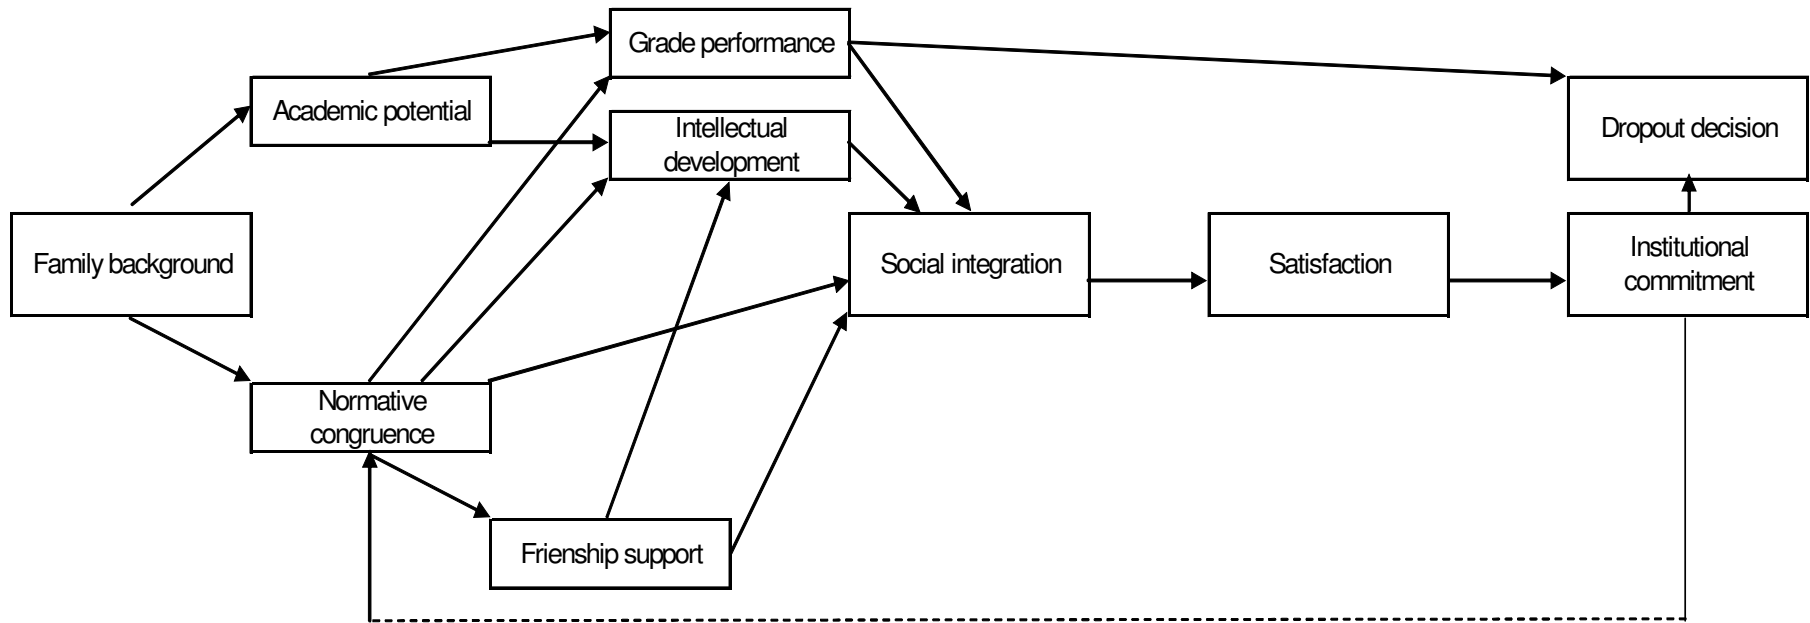 Grade performance
Academic potential
Intellectual
development
Dropout decision
Family background
Social integration
Satisfaction
Institutional
commitment
Normative
congruence
Frienship support